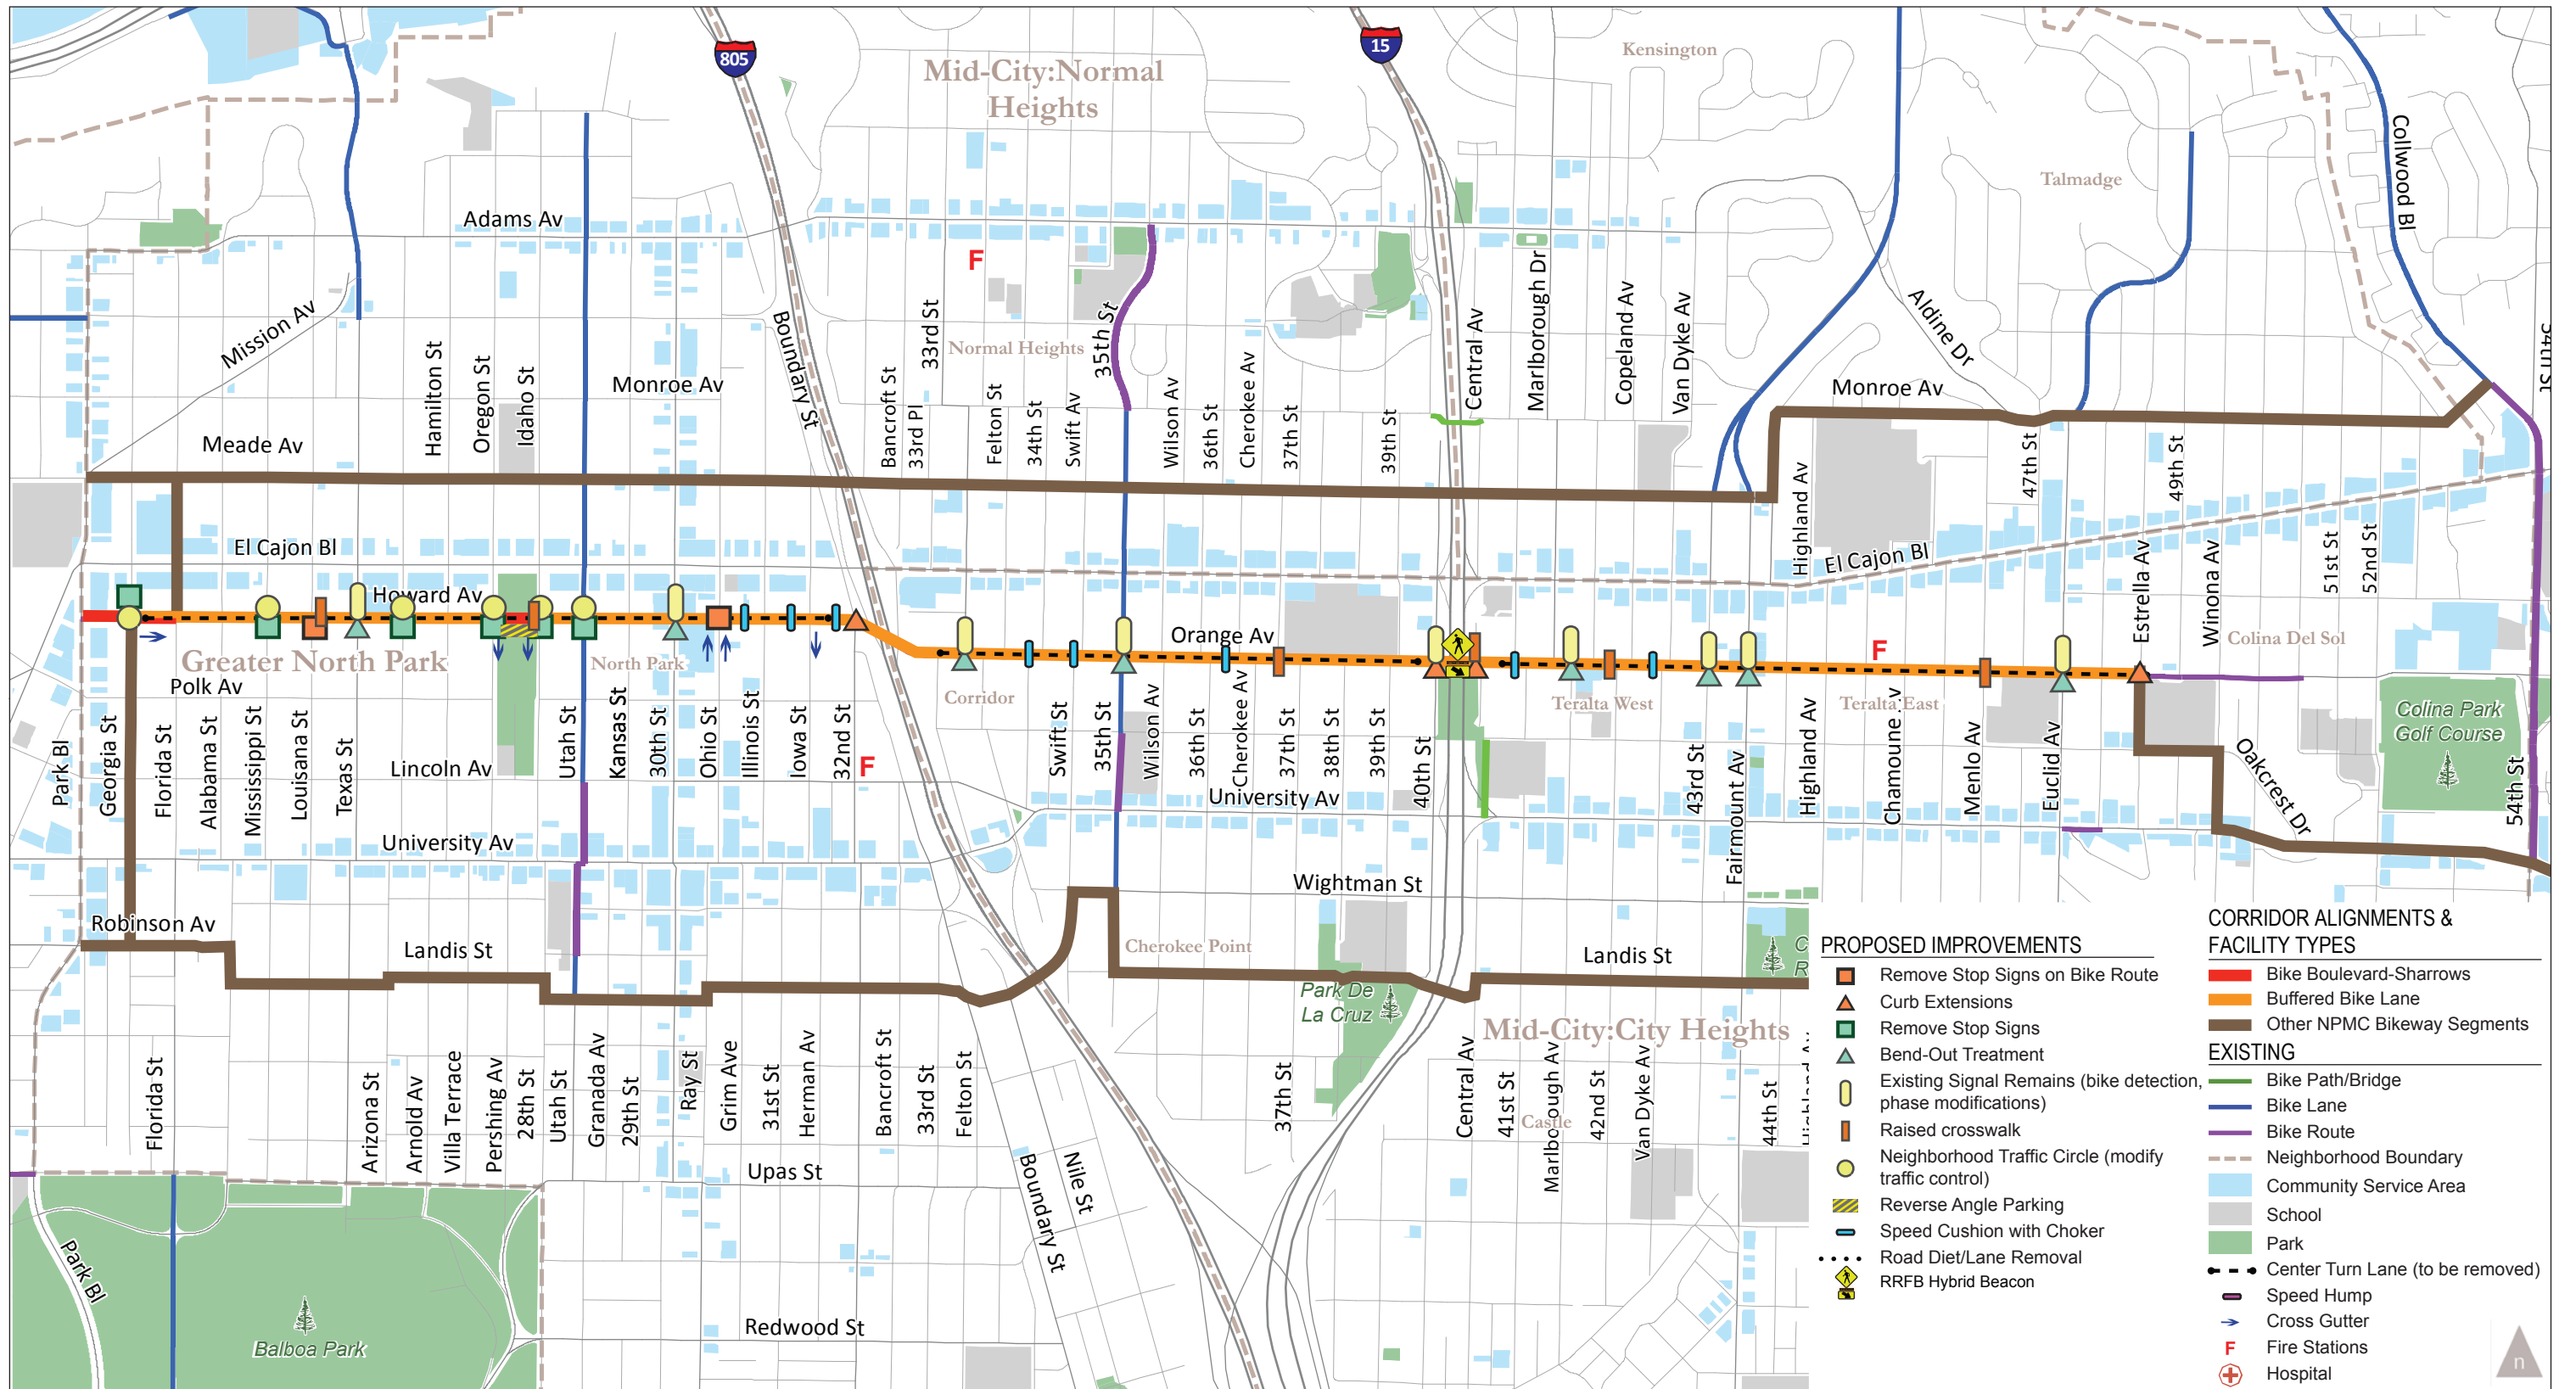 805
15
Kensington
Mid-City:Normal
Heights
Talmadge
Collwood Bl
Adams Av
F
Mission Av
Boundary St
33rd St
Normal Heights
35th St
Central Av
Marlborough Dr
Copeland Av
Van Dyke Av
Aldine Dr
54th St
Hamilton St
Oregon St
Idaho St
Monroe Av
Bancroft St
33rd Pl
Felton St
34th St
Swift Av
Wilson Av
36th St
Cherokee Av
37th St
39th St
Monroe Av
Meade Av
Highland Av
47th St
49th St
El Cajon Bl
El Cajon Bl
Estrella Av
Winona Av
51st St
52nd St
Howard Av
Orange Av
F
Colina Del Sol
Greater North Park
North Park
Corridor
Teralta West
Teralta East
Polk Av
Park Bl
Georgia St
Florida St
Alabama St
Mississippi St
Louisana St
Texas St
Lincoln Av
Utah St
Kansas St
30th St
Ohio St
Illinois St
Iowa St
32nd St
F
Swift St
35th St
Wilson Av
36th St
Cherokee Av
37th St
38th St
39th St
40th St
43rd St
Fairmount Av
Highland Av
Chamoune Av
Menlo Av
Euclid Av
Oakcrest Dr
Colina Park
Golf Course
54th St
University Av
University Av
Wightman St
Robinson Av
Landis St
Cherokee Point
Landis St
C
R
Park De
La Cruz
Mid-City:City Heights
Florida St
Arizona St
Arnold Av
Villa Terrace
Pershing Av
28th St
Utah St
Granada Av
29th St
Ray St
Grim Ave
31st St
Herman Av
Bancroft St
33rd St
Felton St
37th St
Central Av
41st St
Castle
Marlborough Av
42nd St
Van Dyke Av
44th St
Highland Av
Upas St
Boundary St
Nile St
Park Bl
Balboa Park
Redwood St
PROPOSED IMPROVEMENTS
Remove Stop Signs on Bike Route
Curb Extensions
Remove Stop Signs
Bend-Out Treatment
Existing Signal Remains (bike detection,
phase modifications)
Raised crosswalk
Neighborhood Traffic Circle (modify
traffic control)
Reverse Angle Parking
Speed Cushion with Choker
Road Diet/Lane Removal
RRFB Hybrid Beacon
CORRIDOR ALIGNMENTS &
FACILITY TYPES
Bike Boulevard-Sharrows
Buffered Bike Lane
Other NPMC Bikeway Segments
EXISTING
Bike Path/Bridge
Bike Lane
Bike Route
Neighborhood Boundary
Community Service Area
School
Park
Center Turn Lane (to be removed)
Speed Hump
Cross Gutter
F Fire Stations
Hospital
n